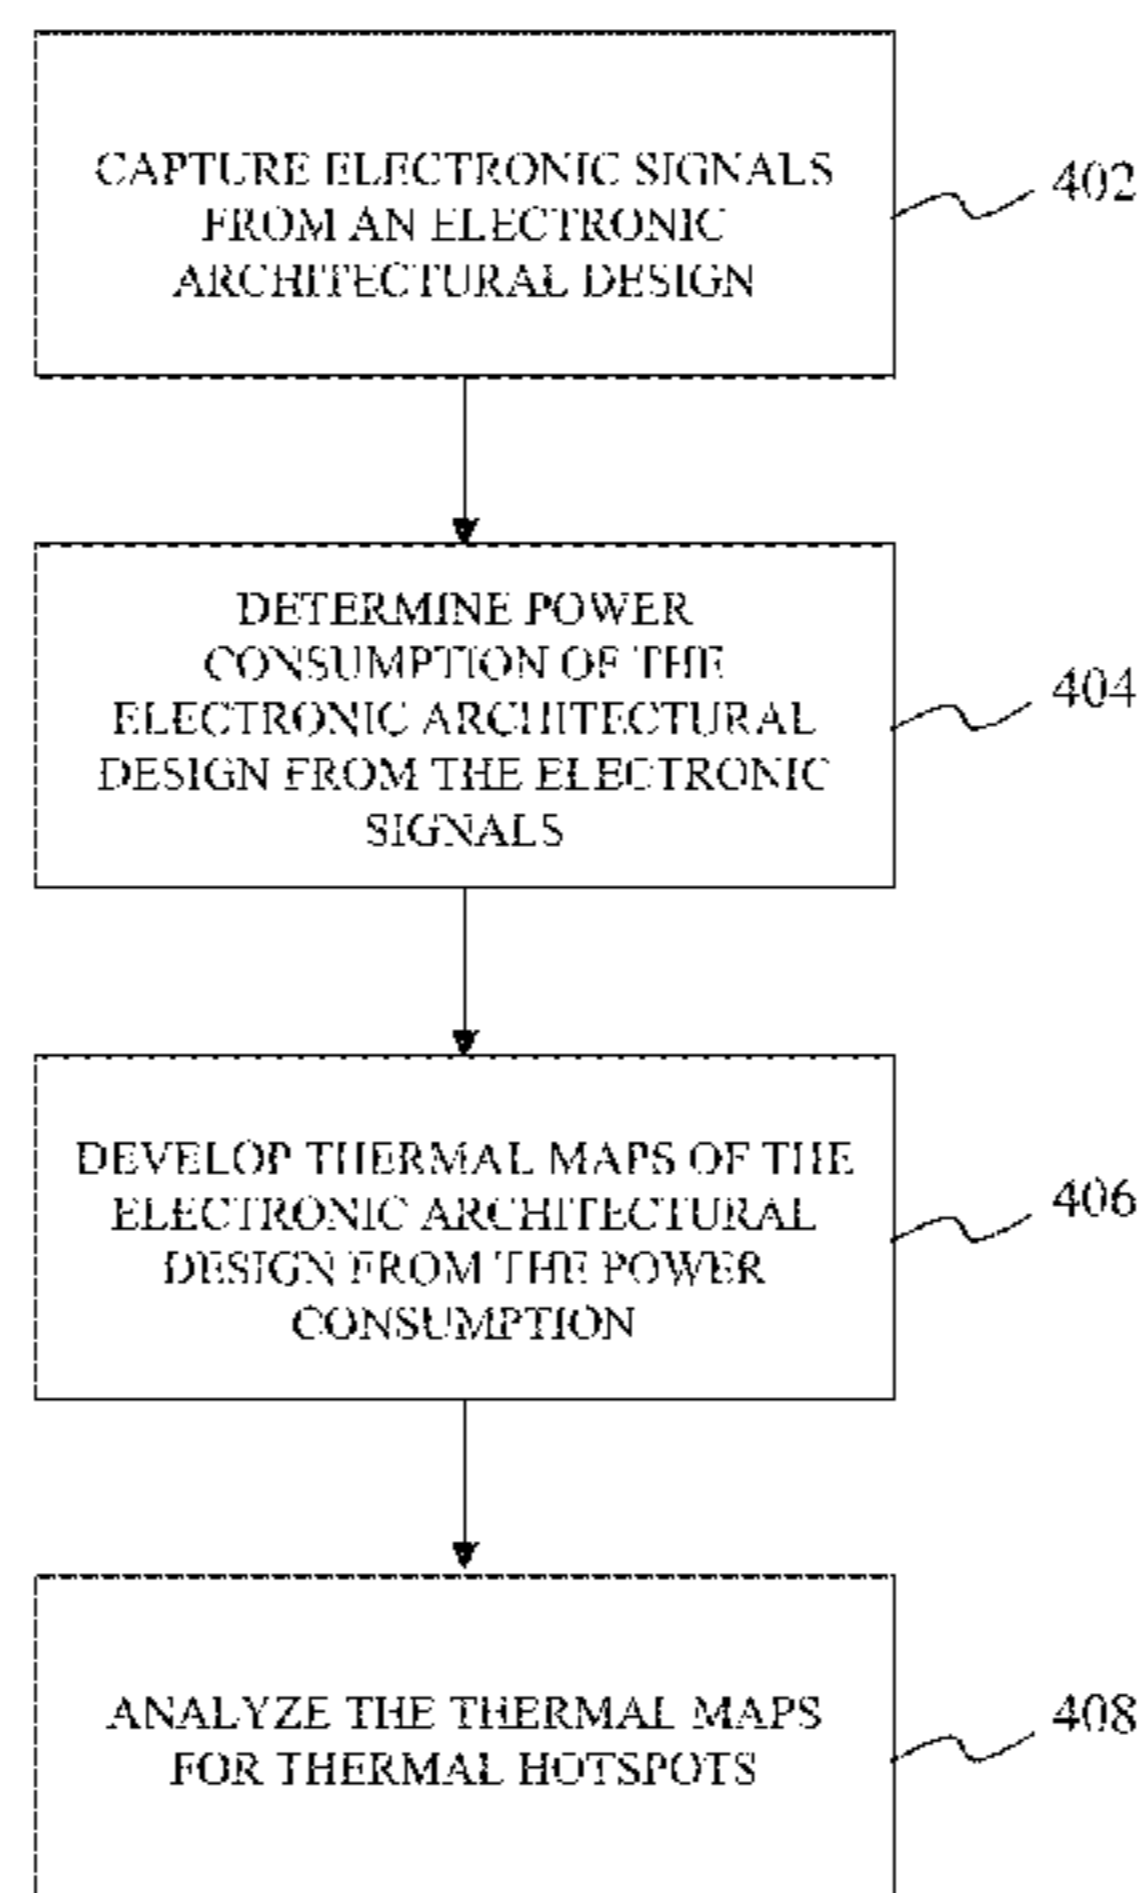 CAPTURE ELECTRONIC SIGNALS
FROM AN ELECTRONIC
ARCHITECTURAL DESIGN
402
DETERMINE POWER
CONSUMPTION OF THE
ELECTRONIC ARCHITECTURAL
DESIGN FROM THE ELECTRONIC
SIGNALS
404
DEVELOP THERMAL MAPS OF THE
ELECTRONIC ARCHITECTURAL
DESIGN FROM THE POWER
CONSUMPTION
406
ANALYZE THE THERMAL MAPS
FOR THERMAL HOTSPOTS
408